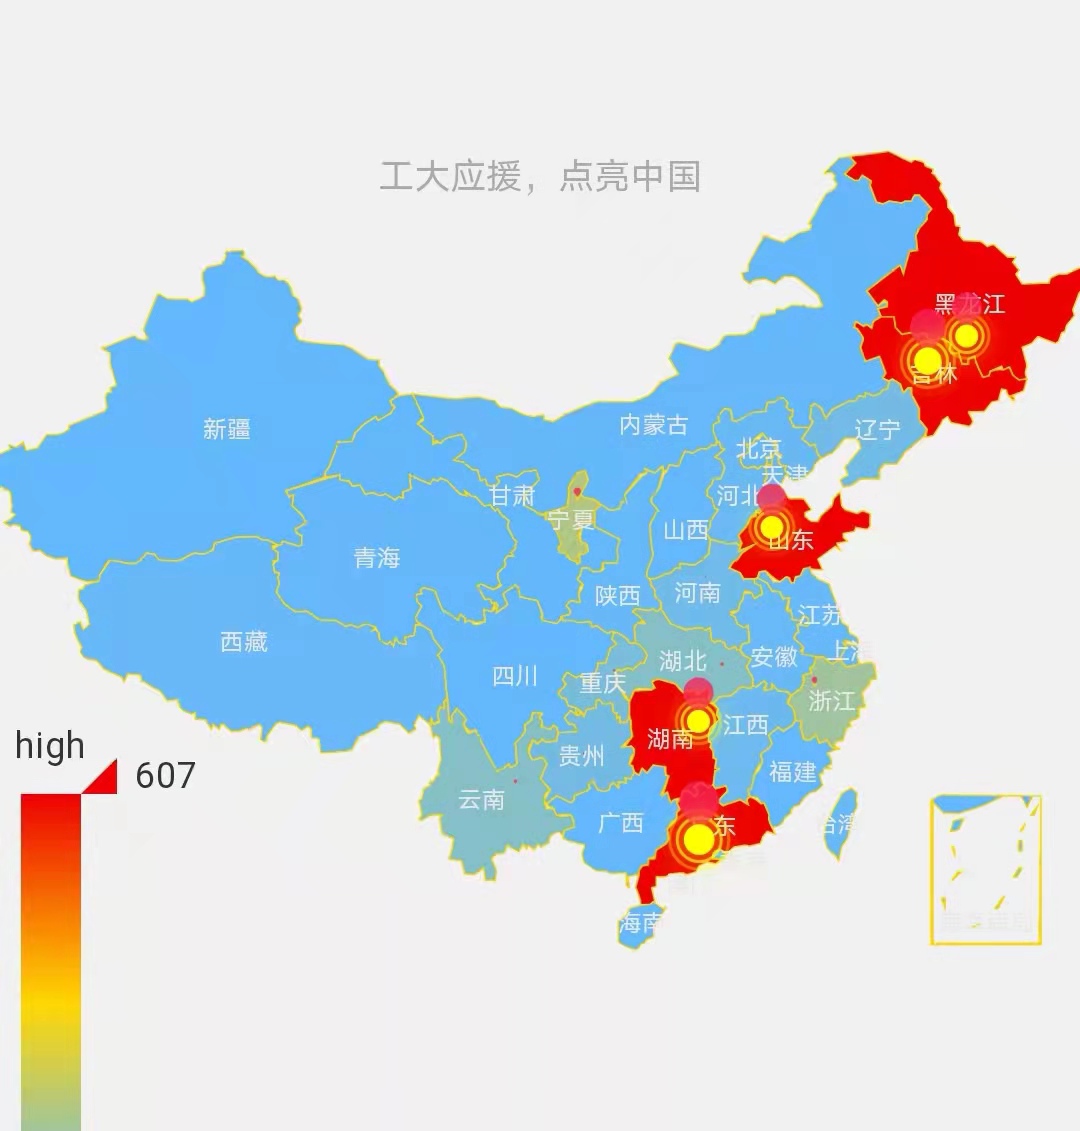 工大应援，点亮中国
黑龙江
吉林
新疆
内蒙古
辽宁
北京
天津
甘肃
河北
宁夏
山西
山东
青海
陕西
河南
江苏
西藏
四川
重庆
湖北
安徽
上海
浙江
湖南
江西
贵州
福建
云南
广西
东
台湾
海南
high
607